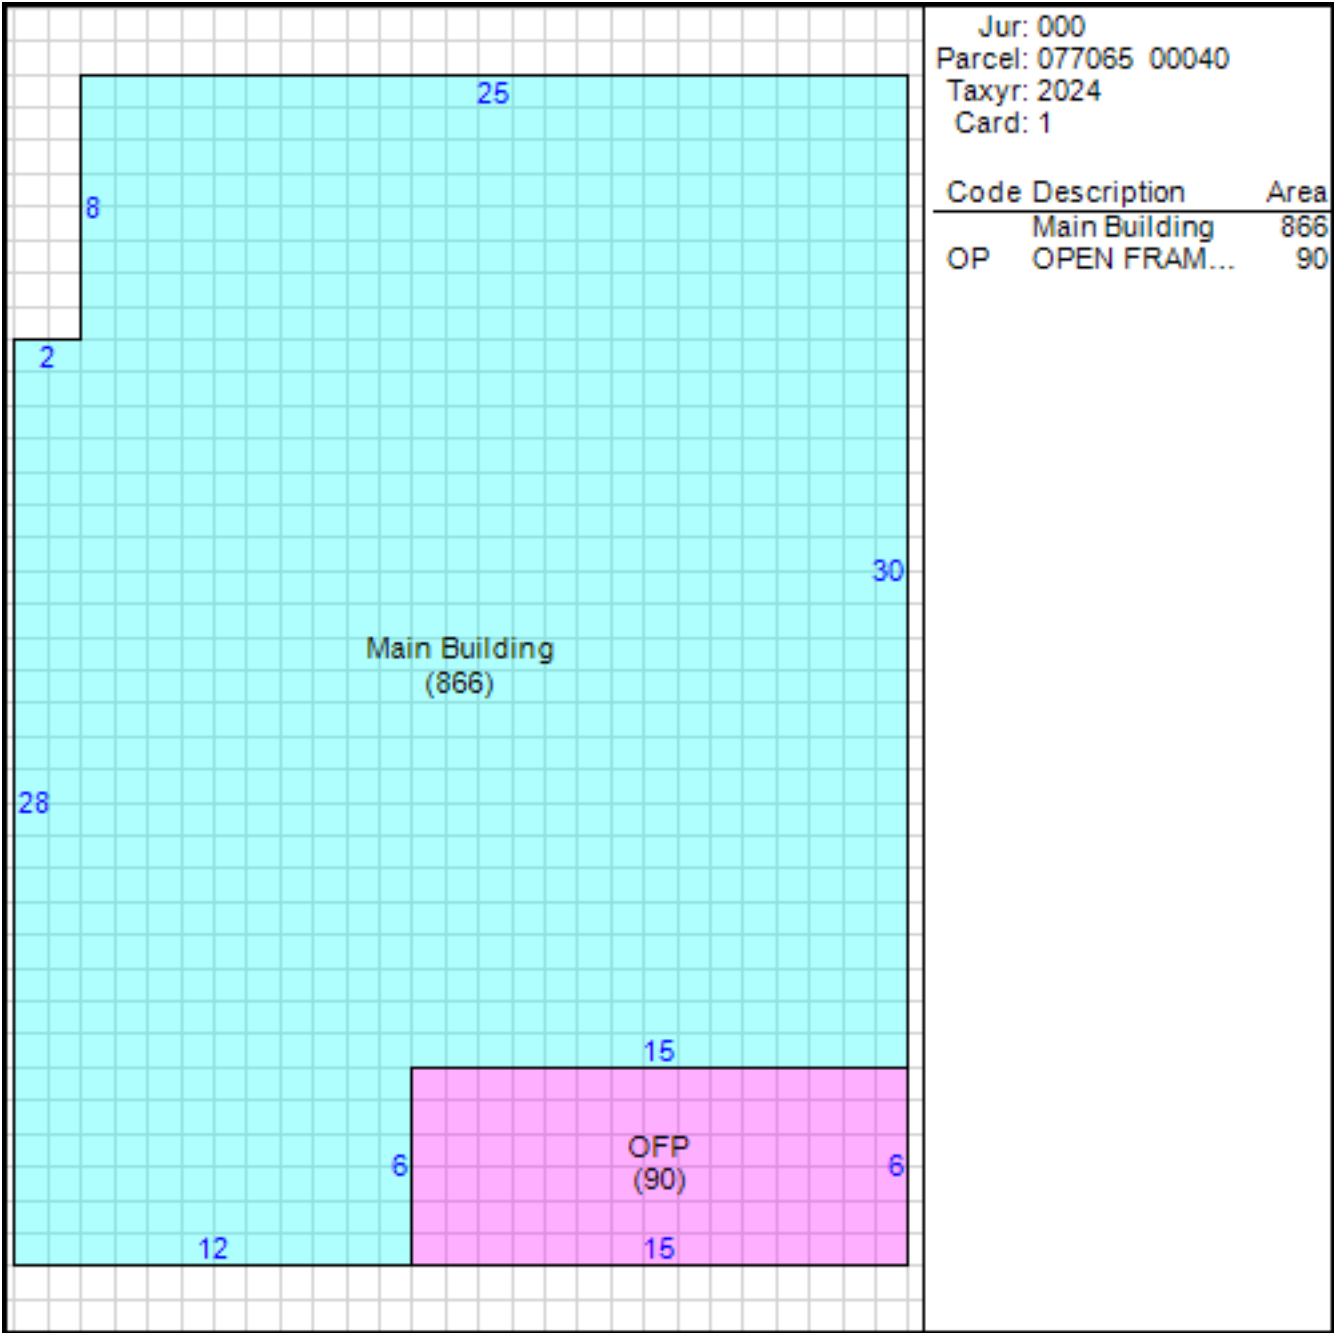 Jur: 000
Parcel: 077065 00040
Taxyr: 2024
Card: 1
Code Description Area
Main Building 866
OP OPEN FRAM... 90
25
8
2
30
Main Building
(866)
28
15
OFP
(90)
6
6
12
15